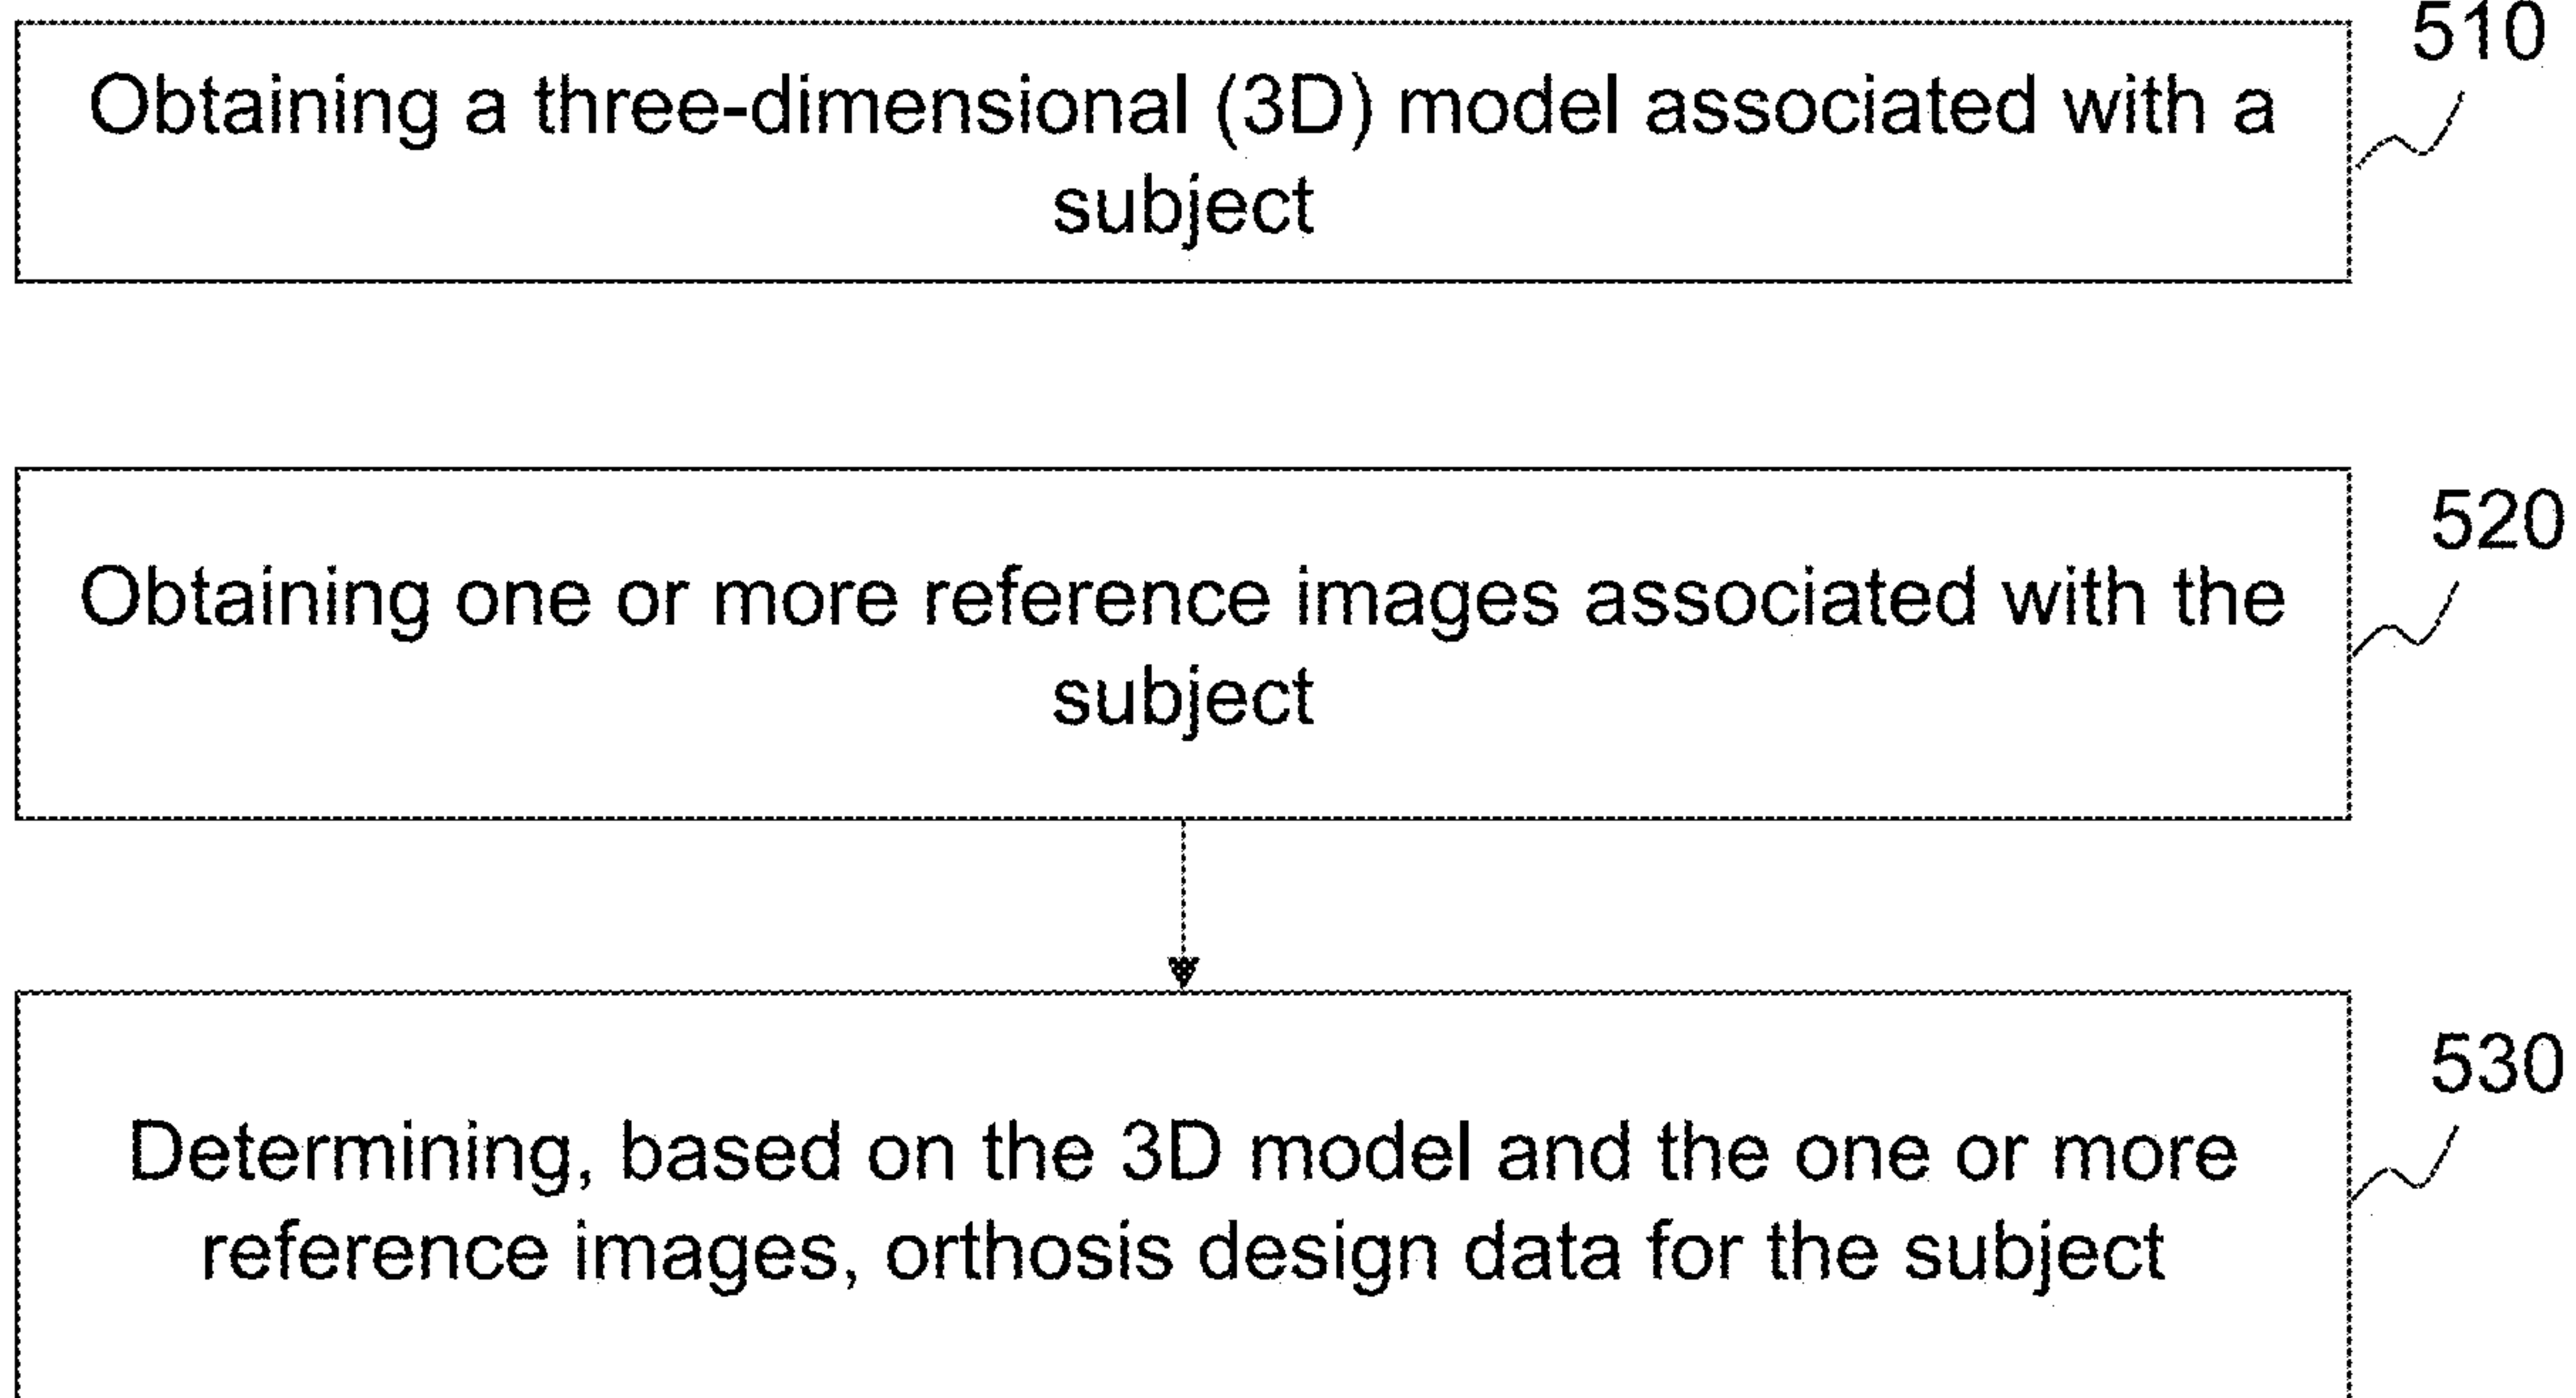 510
Obtaining a three-dimensional (3D) model associated with a
subject
520
Obtaining one or more reference images associated with the
subject
530
Determining, based on the 3D model and the one or more
reference images, orthosis design data for the subject